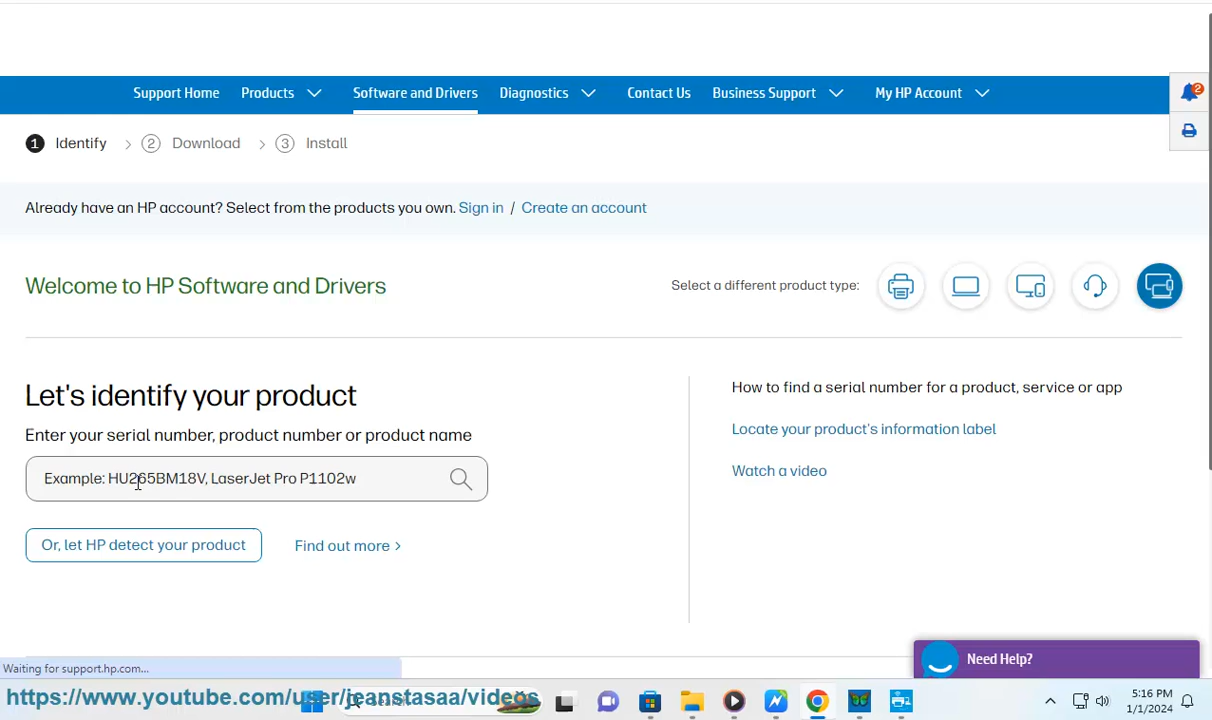 Support Home Products Software and Drivers Diagnostics Contact Us Business Support My HP Account
2
1 Identify > 2 Download > 3 Install
Already have an HP account? Select from the products you own. Sign in / Create an account
Welcome to HP Software and Drivers
Select a different product type:
Let's identify your product
Enter your serial number, product number or product name
Example: HU265BM18V, LaserJet Pro P1102w
Or, let HP detect your product
Find out more >
How to find a serial number for a product, service or app
Locate your product's information label
Watch a video
Need Help?
Waiting for support.hp.com...
https://www.youtube.com/user/jeanstasaa/videos
5:16 PM
1/1/2024